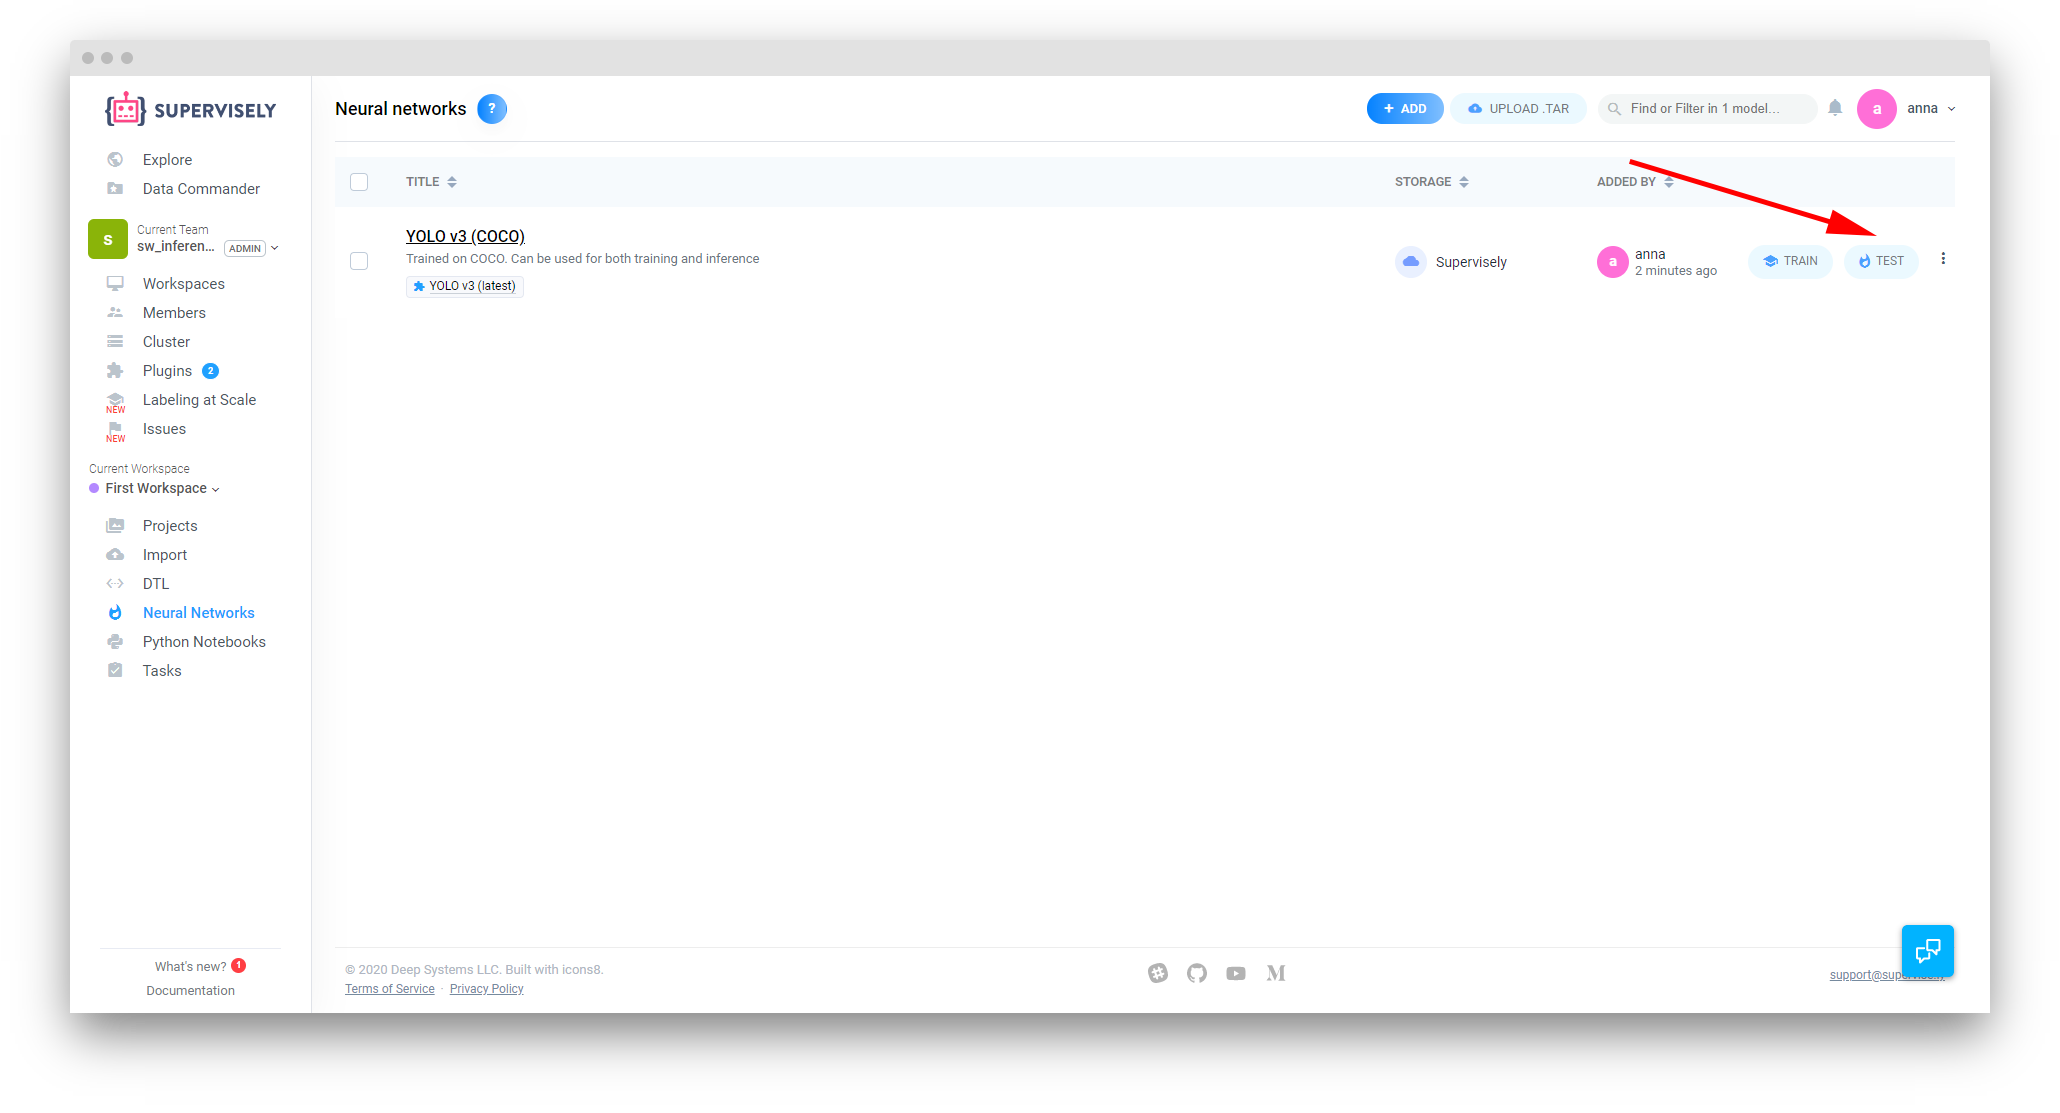 SUPERVISELY
Explore
Data Commander
S
Current Team
sw_inferen...
ADMIN
Workspaces
Members
Cluster
Plugins 2
Labeling at Scale
NEW
Issues
NEW
Current Workspace
First Workspace
Projects
Import
DTL
Neural Networks
Python Notebooks
Tasks
What's new? 1
Documentation
Neural networks ?
+ ADD
UPLOAD .TAR
Find or Filter in 1 model...
a
anna
TITLE
STORAGE
ADDED BY
YOLO v3 (COCO)
Trained on COCO. Can be used for both training and inference
YOLO v3 (latest)
Supervisely
a
anna
2 minutes ago
TRAIN
TEST
© 2020 Deep Systems LLC. Built with icons8.
Terms of Service · Privacy Policy
M